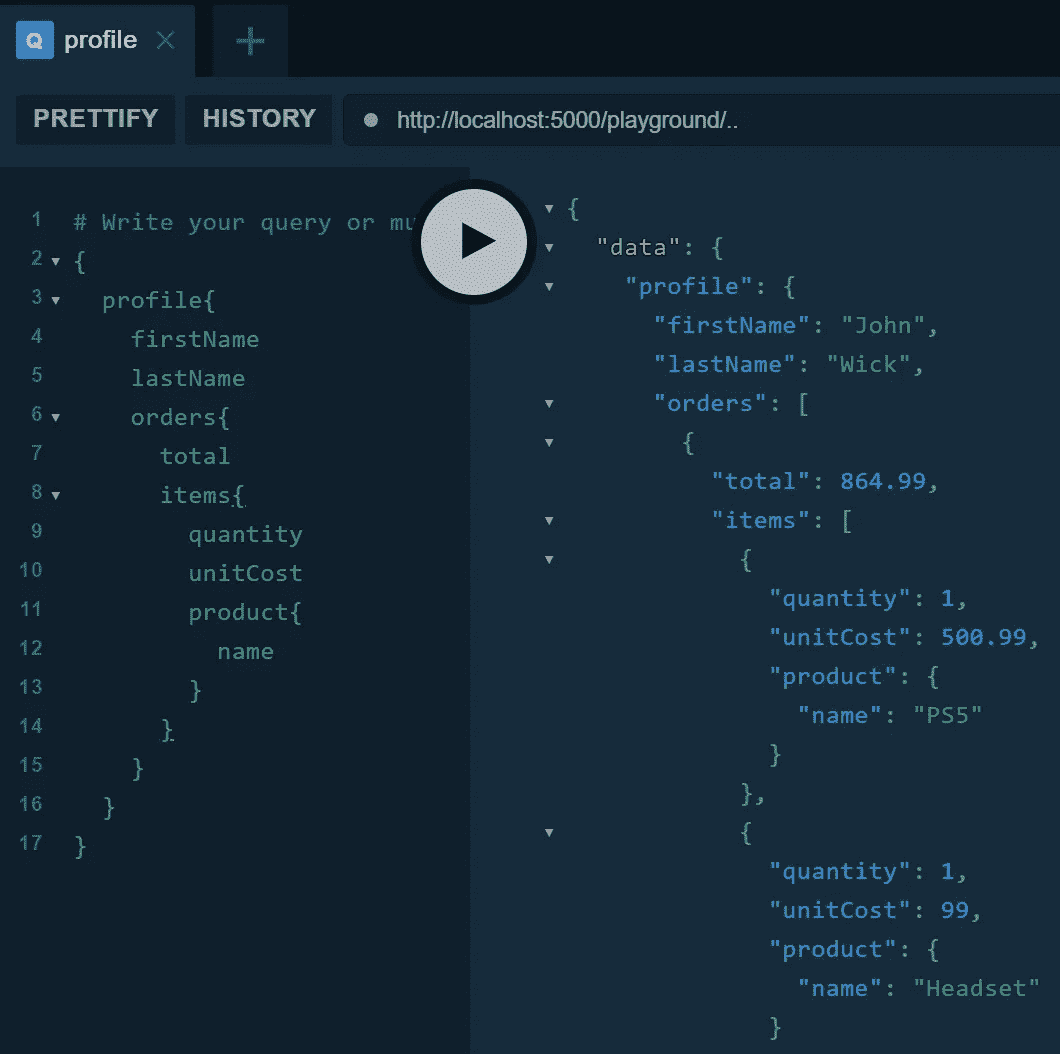 Q profile
PRETTIFY HISTORY http://localhost:5000/playground/..
1 # Write your query or mu
2 {
3 profile{
4 firstName
5 lastName
6 orders{
7 total
8 items{
9 quantity
10 unitCost
11 product{
12 name
13 }
14 }
15 }
16 }
17 }
{
"data": {
"profile": {
"firstName": "John",
"lastName": "Wick",
"orders": [
{
"total": 864.99,
"items": [
{
"quantity": 1,
"unitCost": 500.99,
"product": {
"name": "PS5"
}
},
{
"quantity": 1,
"unitCost": 99,
"product": {
"name": "Headset"
}